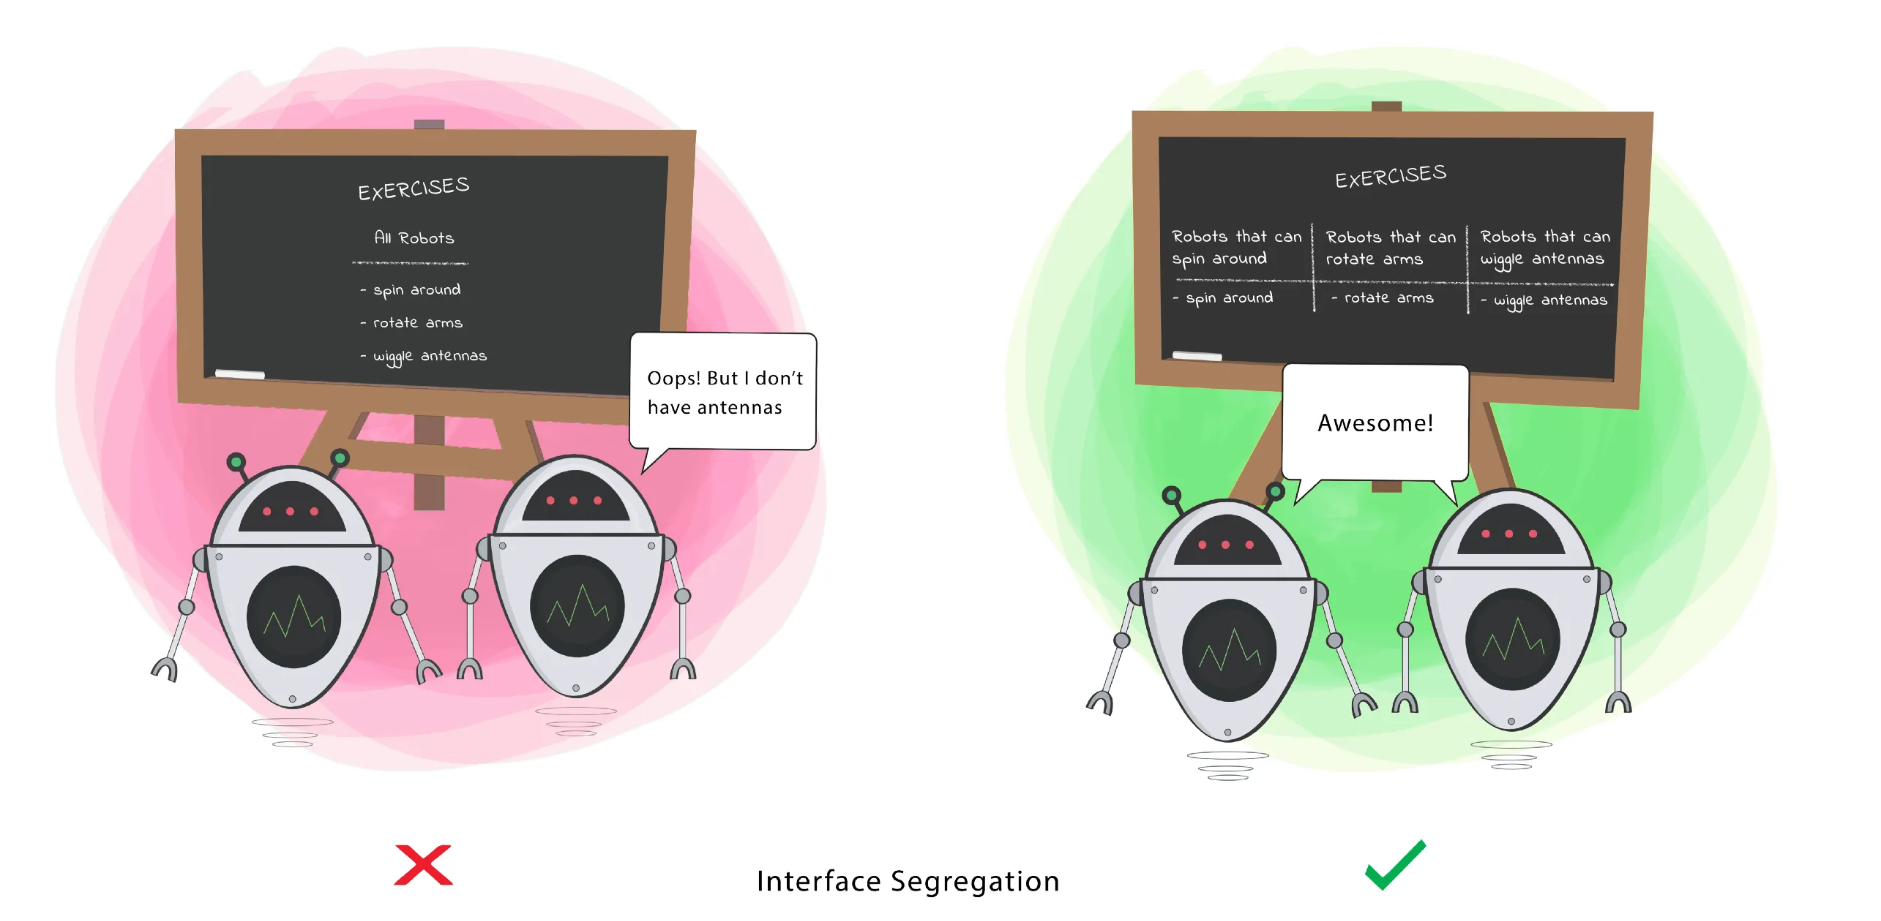 EXERCISES
All Robots
- spin around
- rotate arms
- wiggle antennas
Oops! But I don't
have antennas
EXERCISES
Robots that can
spin around
- spin around
Robots that can
rotate arms
- rotate arms
Robots that can
wiggle antennas
- wiggle antennas
Awesome!
Interface Segregation